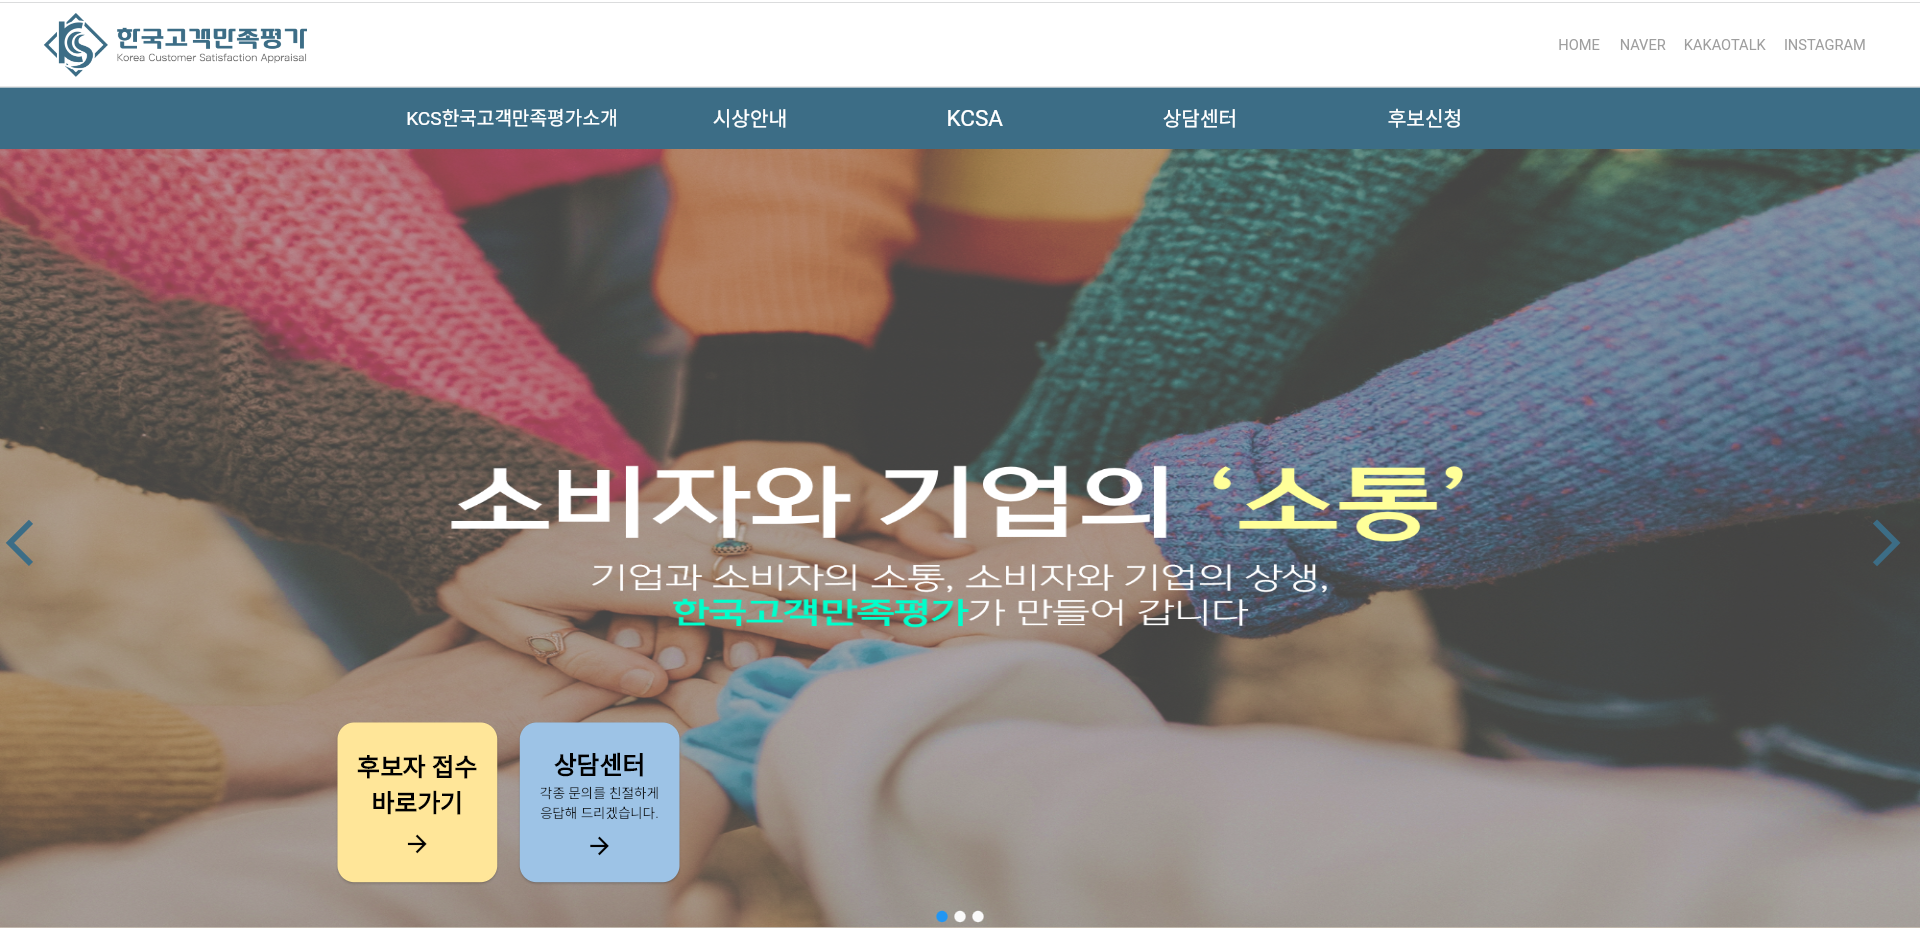 KCS
한국고객만족평가
Korea Customer Satisfaction Appraisal
HOME NAVER KAKAOTALK INSTAGRAM
KCS한국고객만족평가소개 시상안내 KCSA 상담센터 후보신청
소비자와 기업의 ‘소통’
기업과 소비자의 소통, 소비자와 기업의 상생,
한국고객만족평가가 만들어 갑니다
후보자 접수
바로가기
상담센터
각종 문의를 친절하게
응답해 드리겠습니다.